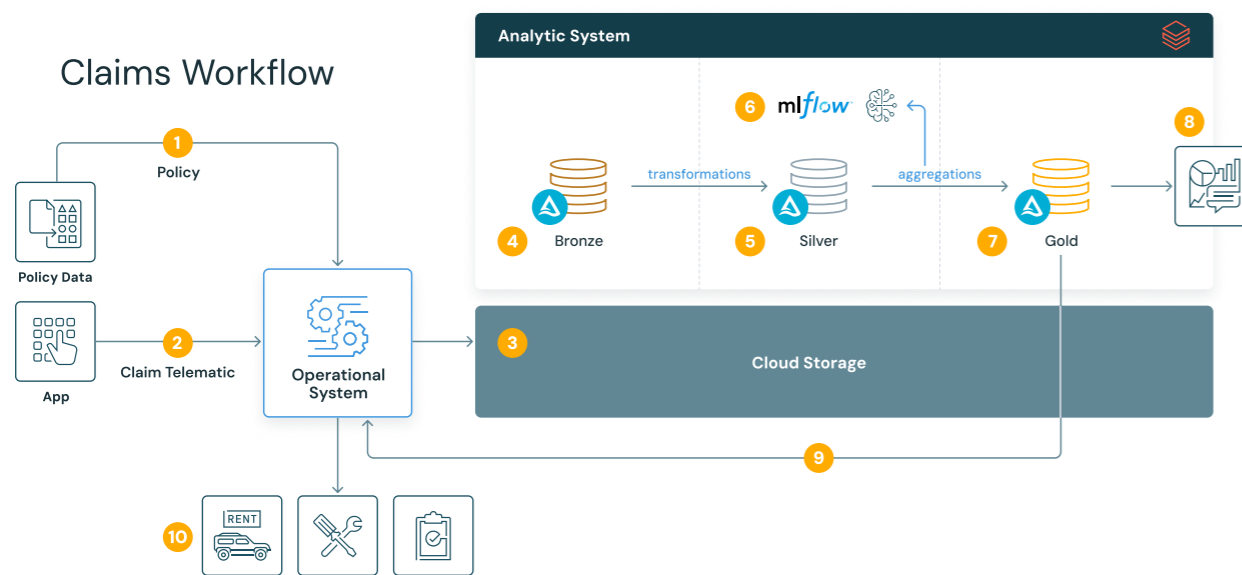 Claims Workflow
Analytic System
1
Policy
Policy Data
2
Claim Telematic
App
Operational
System
3
Cloud Storage
4
Bronze
transformations
5
Silver
6
mlflow
aggregations
7
Gold
8
9
10
RENT